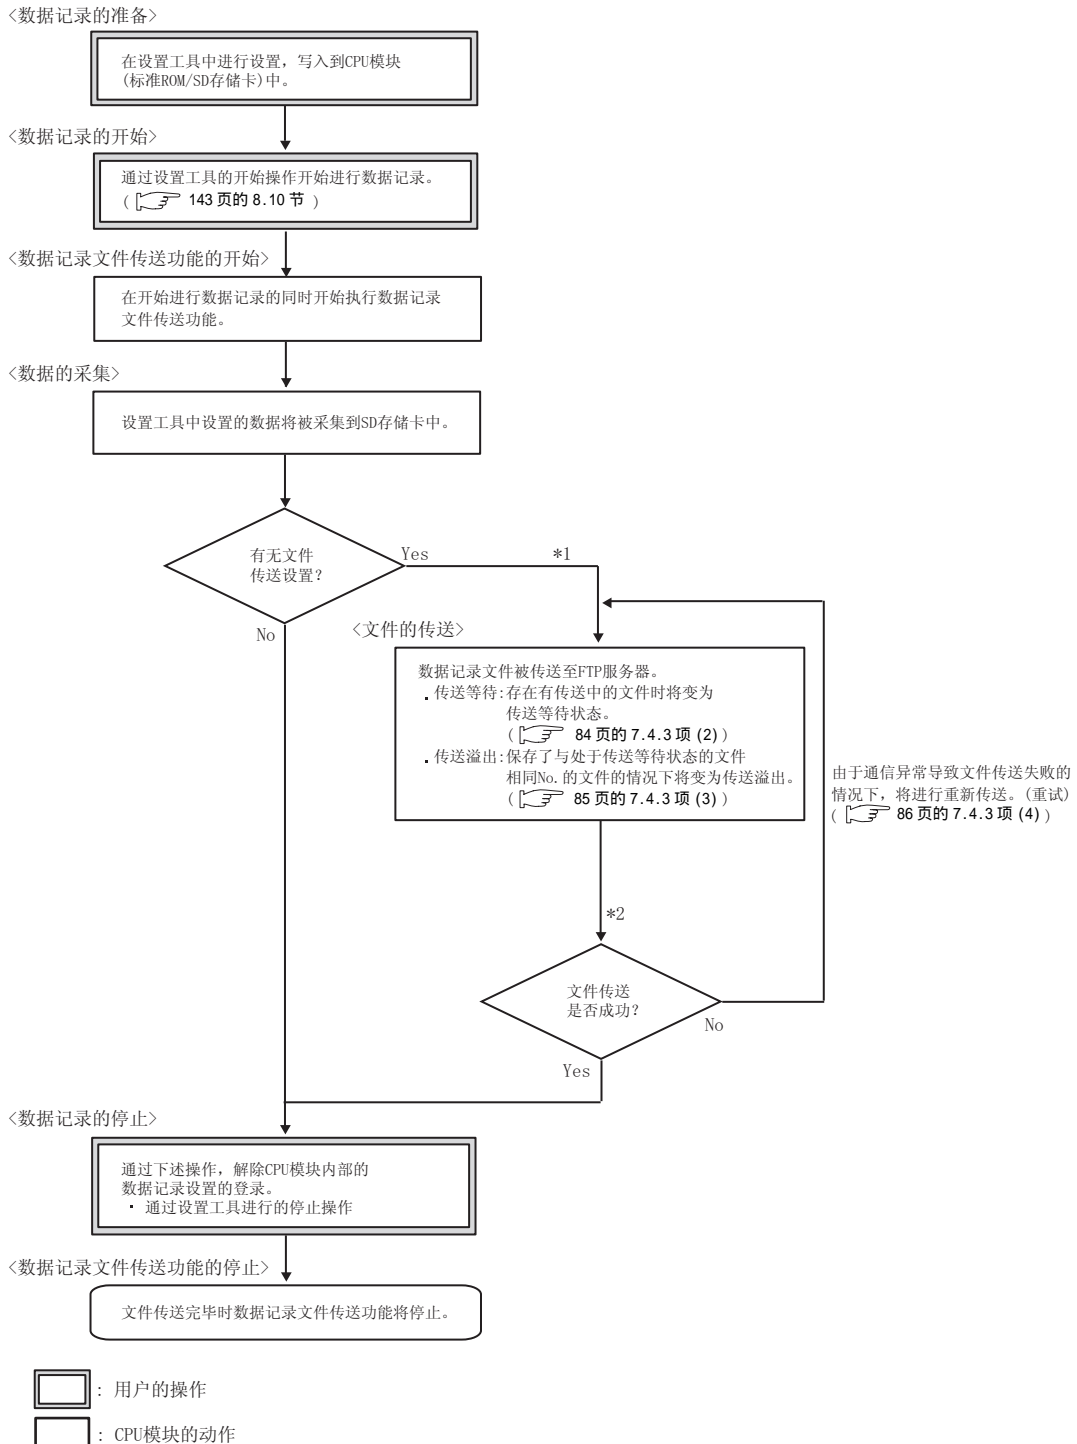 <数据记录的准备>
在设置工具中进行设置，写入到CPU模块
(标准ROM/SD存储卡)中。
<数据记录的开始>
通过设置工具的开始操作开始进行数据记录。
( 143 页的 8.10 节 )
<数据记录文件传送功能的开始>
在开始进行数据记录的同时开始执行数据记录
文件传送功能。
<数据的采集>
设置工具中设置的数据将被采集到SD存储卡中。
有无文件
传送设置?
Yes
*1
No
<文件的传送>
数据记录文件被传送至FTP服务器。
. 传送等待:存在有传送中的文件时将变为
传送等待状态。
( 84 页的 7.4.3 项 (2) )
. 传送溢出:保存了与处于传送等待状态的文件
相同No.的文件的情况下将变为传送溢出。
( 85 页的 7.4.3 项 (3) )
由于通信异常导致文件传送失败的
情况下，将进行重新传送。(重试)
( 86 页的 7.4.3 项 (4) )
*2
文件传送
是否成功?
No
Yes
<数据记录的停止>
通过下述操作，解除CPU模块内部的
数据记录设置的登录。
· 通过设置工具进行的停止操作
<数据记录文件传送功能的停止>
文件传送完毕时数据记录文件传送功能将停止。
: 用户的操作
: CPU模块的动作